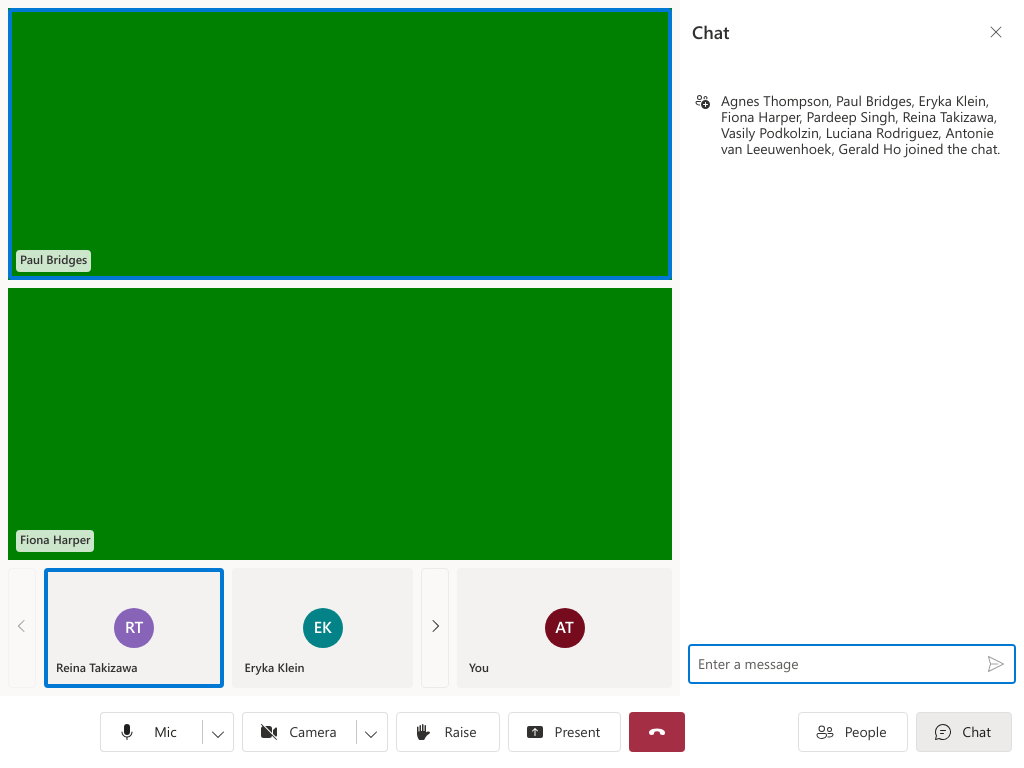 Paul Bridges
Fiona Harper
RT
Reina Takizawa
EK
Eryka Klein
AT
You
Chat
Agnes Thompson, Paul Bridges, Eryka Klein,
Fiona Harper, Pardeep Singh, Reina Takizawa,
Vasily Podkolzin, Luciana Rodriguez, Antonie
van Leeuwenhoek, Gerald Ho joined the chat.
Enter a message
Mic
Camera
Raise
Present
People
Chat